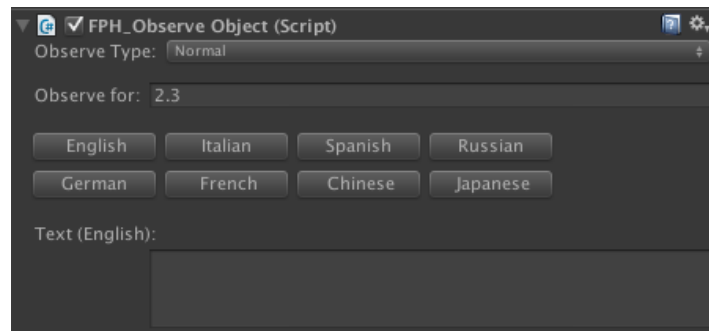 FPH_Observe Object (Script)
Observe Type: Normal
Observe for: 2.3
English Italian Spanish Russian
German French Chinese Japanese
Text (English):